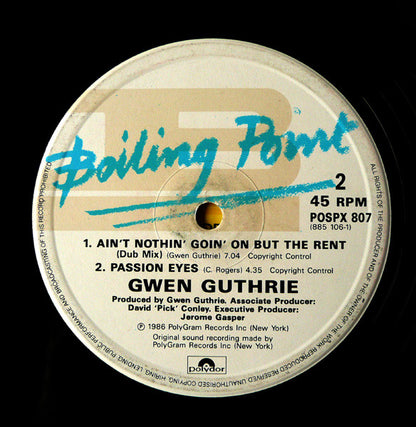 Boiling Point
2
45 RPM
POSPX 807
(885 106-1)
1. AIN'T NOTHIN' GOIN' ON BUT THE RENT
(Dub Mix) (Gwen Guthrie) 7.04 Copyright Control
2. PASSION EYES (C. Rogers) 4.35 Copyright Control
GWEN GUTHRIE
Produced by Gwen Guthrie. Associate Producer:
David 'Pick' Conley. Executive Producer:
Jerome Gasper
℗ 1986 PolyGram Records Inc (New York)
Original sound recording made by
PolyGram Records Inc (New York)
polydor
ALL RIGHTS OF THE PRODUCER AND OF THE OWNER OF THE WORK REPRODUCED RESERVED. UNAUTHORISED COPYING, HIRING, LENDING, PUBLIC PERFORMANCE AND BROADCASTING OF THIS RECORD PROHIBITED.